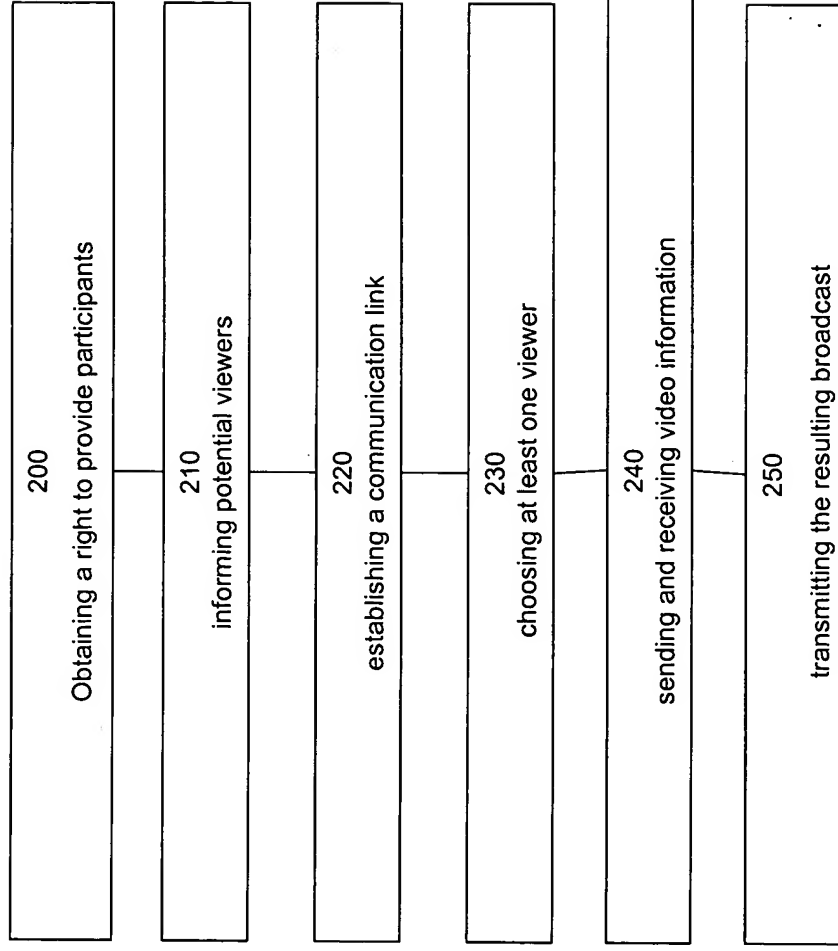 200
Obtaining a right to provide participants
210
informing potential viewers
220
establishing a communication link
230
choosing at least one viewer
240
sending and receiving video information
250
transmitting the resulting broadcast